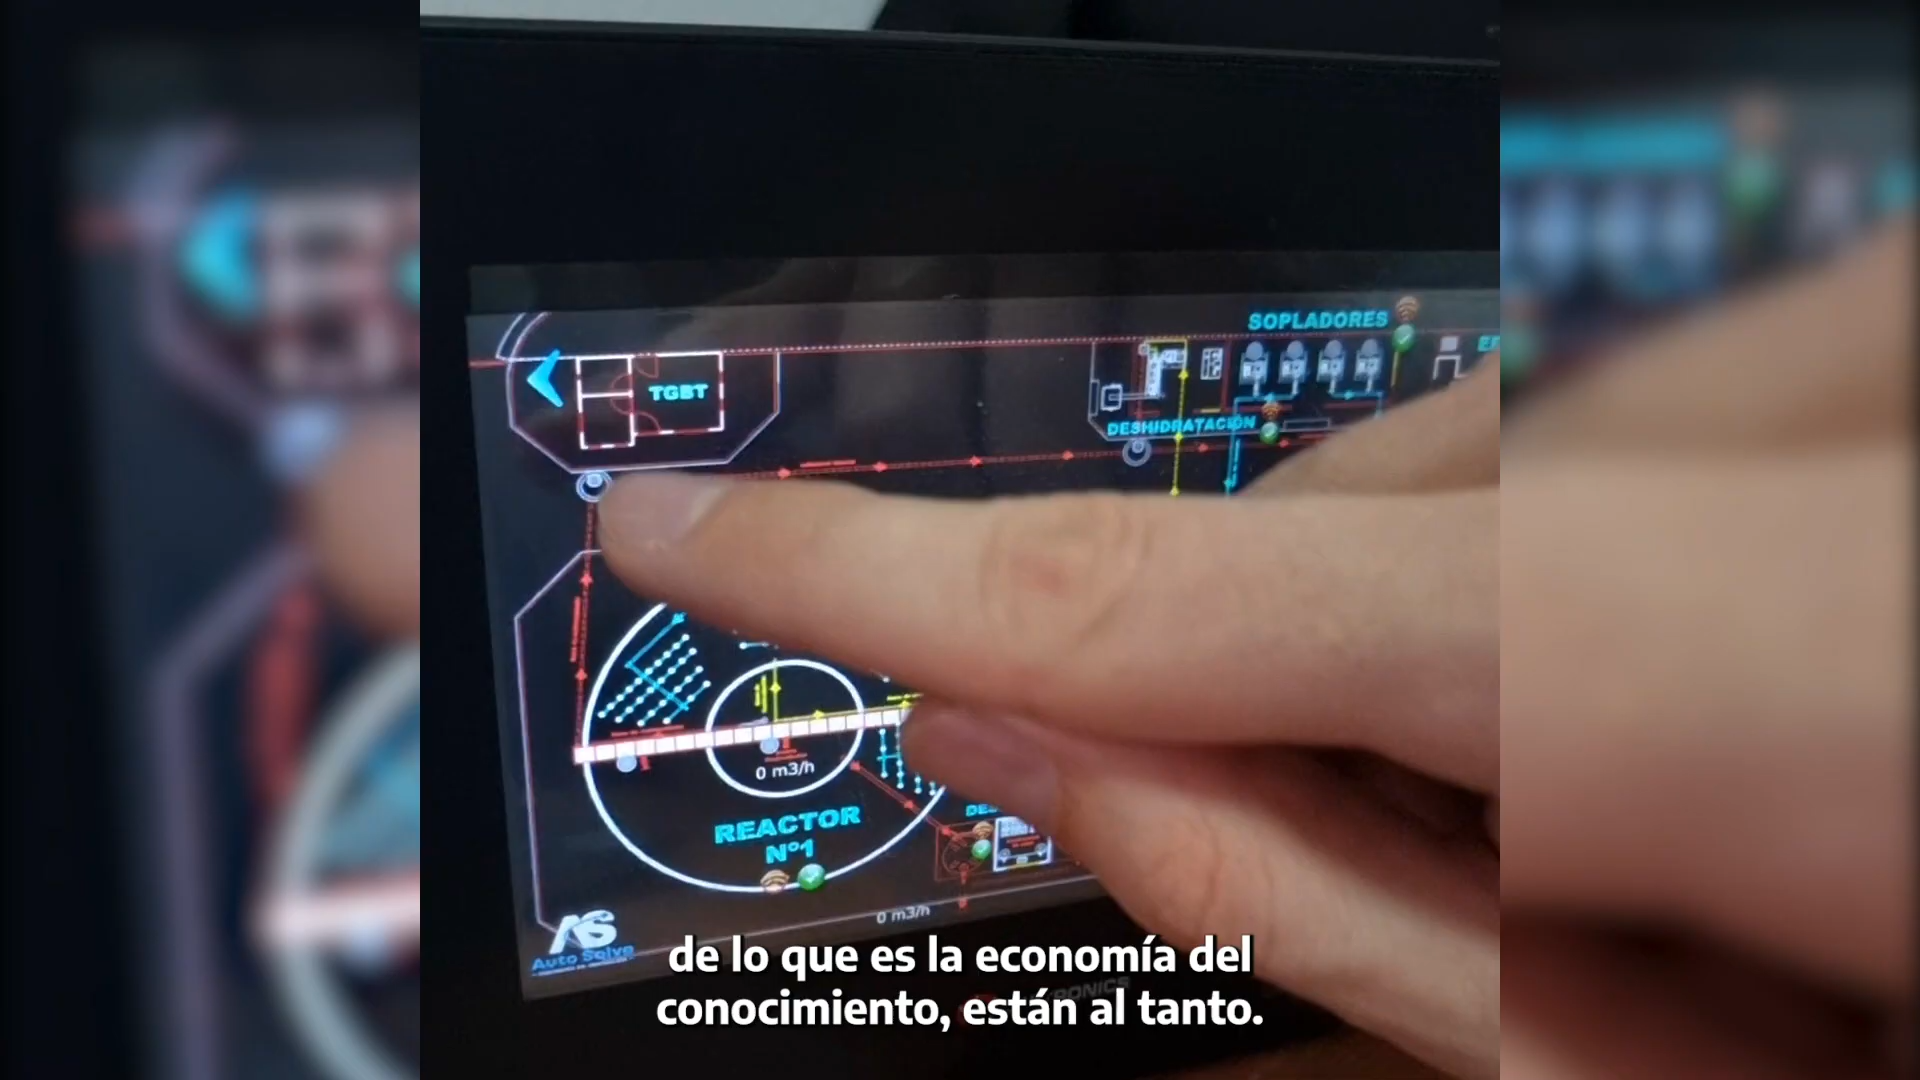 SOPLADORES
TGBT
DESHIDRATACIÓN
0 m3/h
REACTOR
N°1
0 m3/h
AS
Auto Solve
de lo que es la economía del
conocimiento, están al tanto.